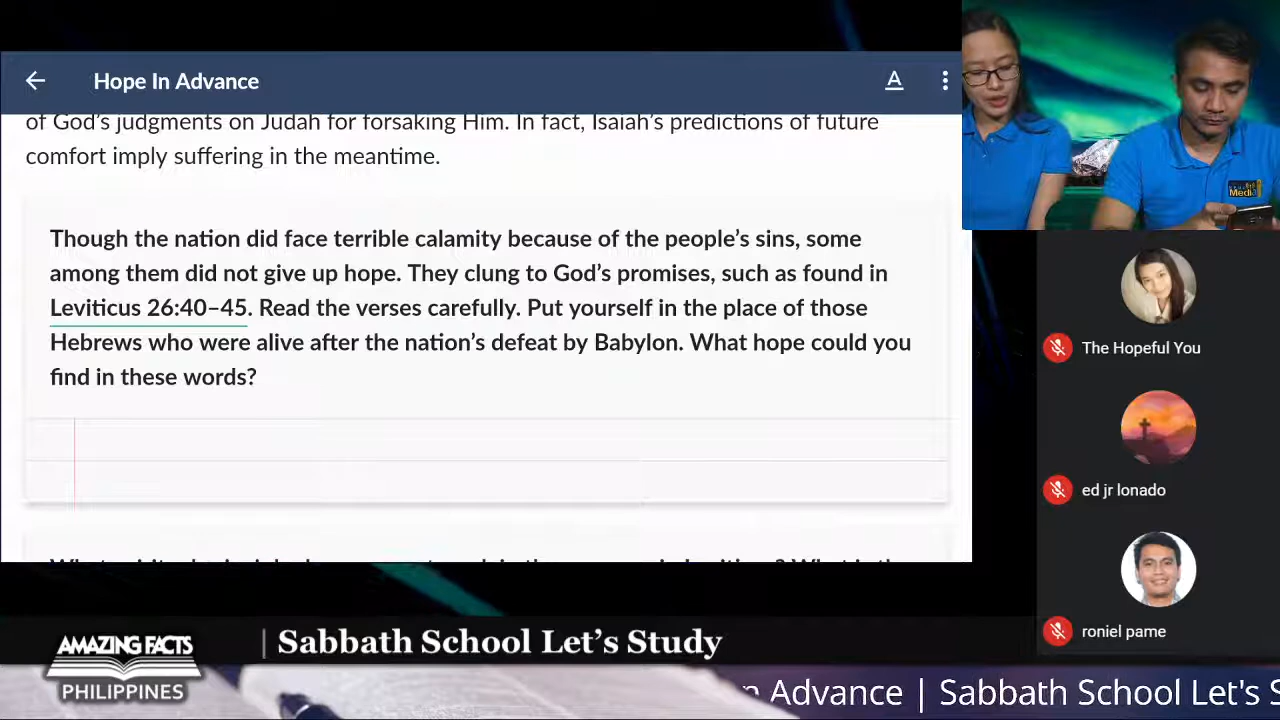 Hope In Advance
A
of God's judgments on Judah for forsaking Him. In fact, Isaiah's predictions of future
comfort imply suffering in the meantime.
Though the nation did face terrible calamity because of the people's sins, some
among them did not give up hope. They clung to God's promises, such as found in
Leviticus 26:40–45. Read the verses carefully. Put yourself in the place of those
Hebrews who were alive after the nation's defeat by Babylon. What hope could you
find in these words?
Media
The Hopeful You
ed jr lonado
roniel pame
AMAZING FACTS
PHILIPPINES
| Sabbath School Let's Study
n Advance | Sabbath School Let's S